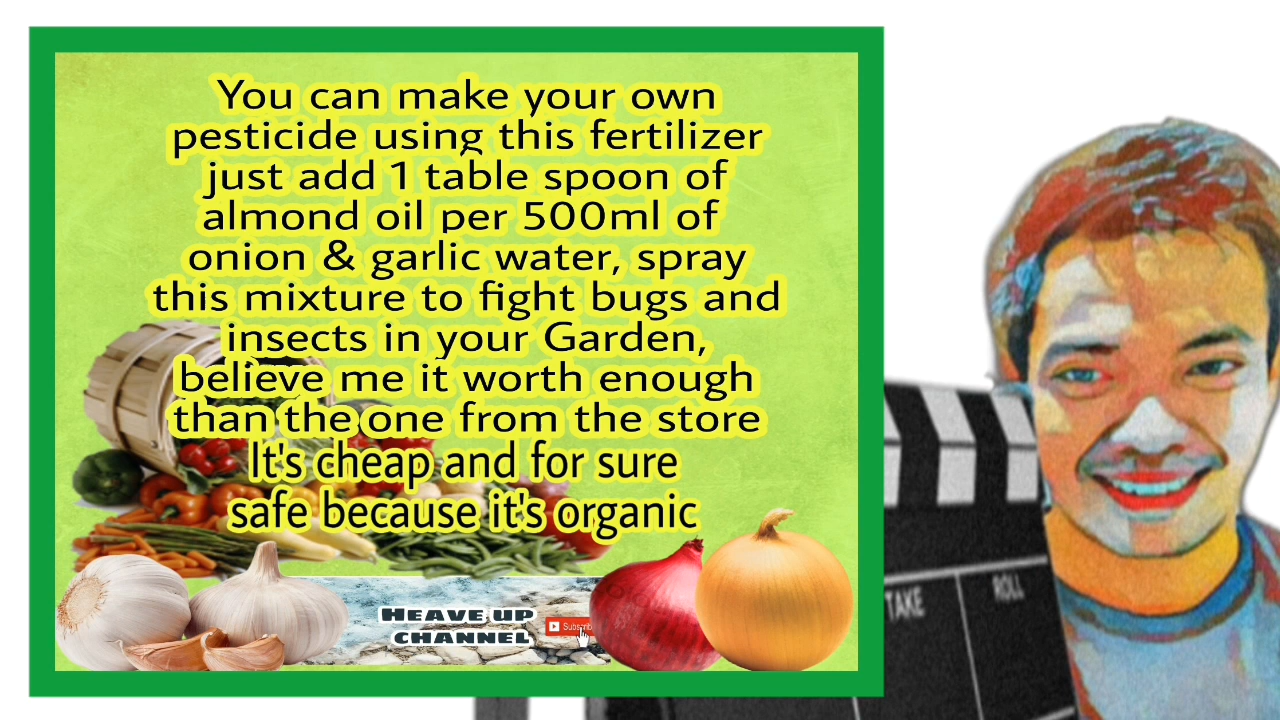 You can make your own
pesticide using this fertilizer
just add 1 table spoon of
almond oil per 500ml of
onion & garlic water, spray
this mixture to fight bugs and
insects in your Garden,
believe me it worth enough
than the one from the store
It's cheap and for sure
safe because it's organic
HEAVE UP
CHANNEL
Subscribe
TAKE
ROLL